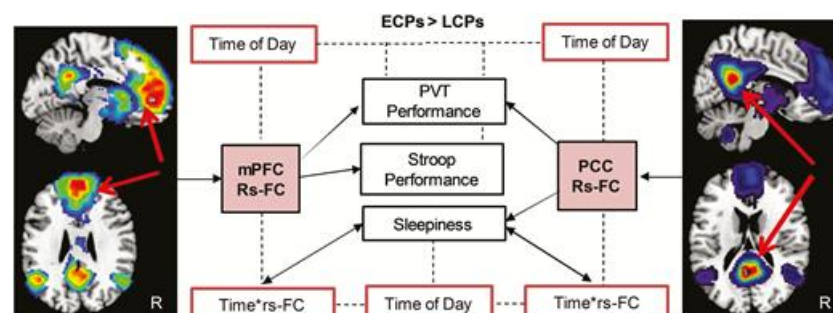 ECPs > LCPs
Time of Day
Time of Day
PVT
Performance
mPFC
Rs-FC
Stroop
Performance
PCC
Rs-FC
Sleepiness
R
Time*rs-FC
Time of Day
Time*rs-FC
R